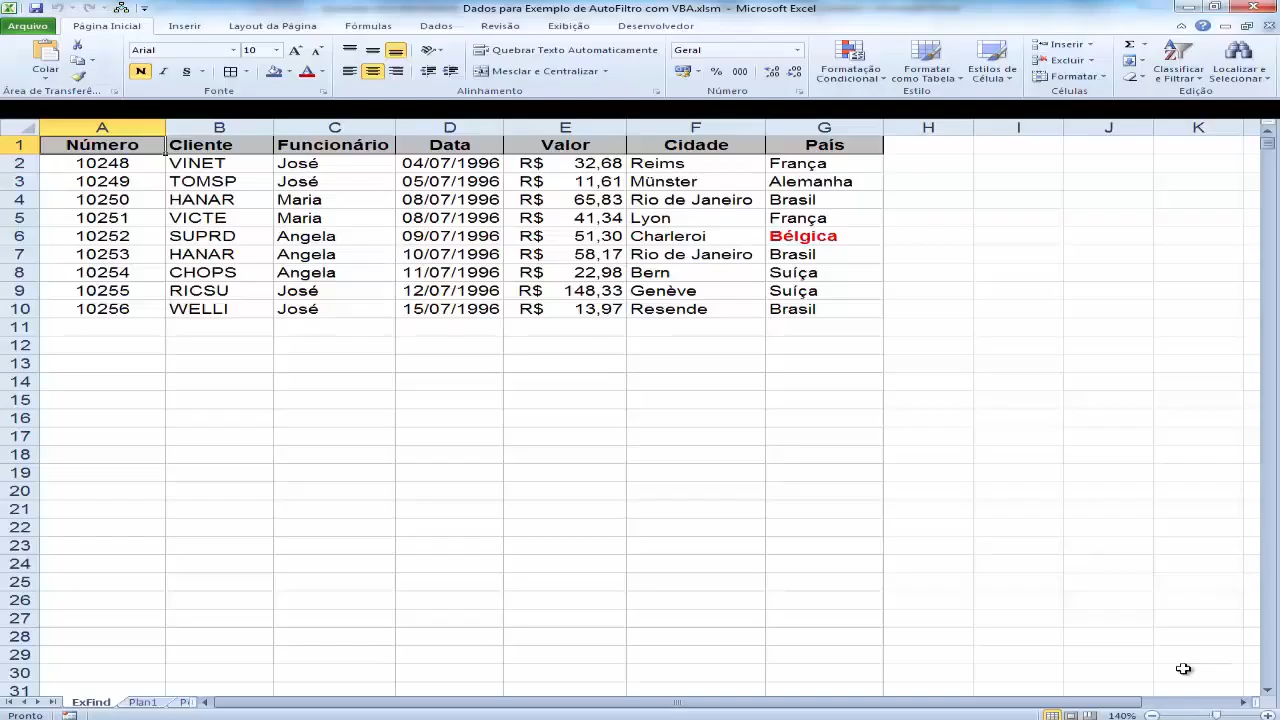 Dados para Exemplo de AutoFiltro com VBA.xlsm - Microsoft Excel
Arquivo Página Inicial Inserir Layout da Página Fórmulas Dados Revisão Exibição Desenvolvedor
Colar Arial 10 Quebrar Texto Automaticamente Geral Formatação Condicional Formatar como Tabela Estilos de Célula Inserir Classificar e Filtrar Localizar e Selecionar
N I S Mesclar e Centralizar % 000 Excluir
Formatar
Área de Transferê... Fonte Alinhamento Número Estilo Células Edição
A B C D E F G H I J K
1 Número Cliente Funcionário Data Valor Cidade País
2 10248 VINET José 04/07/1996 R$ 32,68 Reims França
3 10249 TOMSP José 05/07/1996 R$ 11,61 Münster Alemanha
4 10250 HANAR Maria 08/07/1996 R$ 65,83 Rio de Janeiro Brasil
5 10251 VICTE Maria 08/07/1996 R$ 41,34 Lyon França
6 10252 SUPRD Angela 09/07/1996 R$ 51,30 Charleroi Bélgica
7 10253 HANAR Angela 10/07/1996 R$ 58,17 Rio de Janeiro Brasil
8 10254 CHOPS Angela 11/07/1996 R$ 22,98 Bern Suíça
9 10255 RICSU José 12/07/1996 R$ 148,33 Genève Suíça
10 10256 WELLI José 15/07/1996 R$ 13,97 Resende Brasil
11
12
13
14
15
16
17
18
19
20
21
22
23
24
25
26
27
28
29
30
31
ExFind Plan1
Pronto 140%